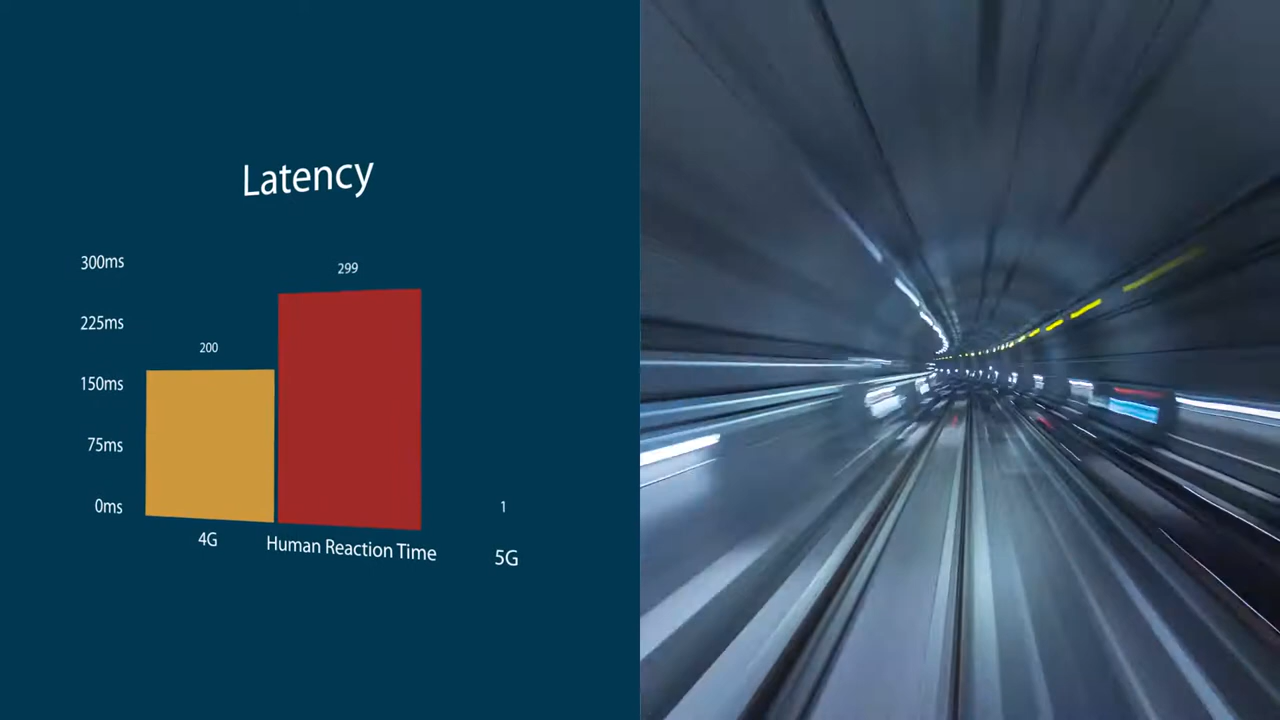 Latency
300ms
225ms
150ms
75ms
0ms
200
299
1
4G
Human Reaction Time
5G